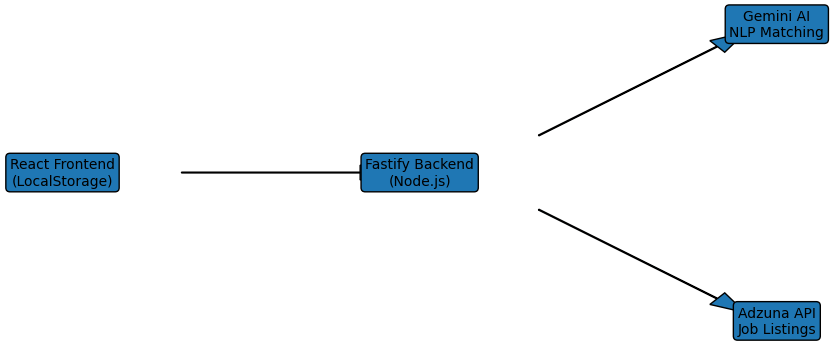 Gemini AI
NLP Matching
React Frontend
(LocalStorage)
Fastify Backend
(Node.js)
Adzuna API
Job Listings